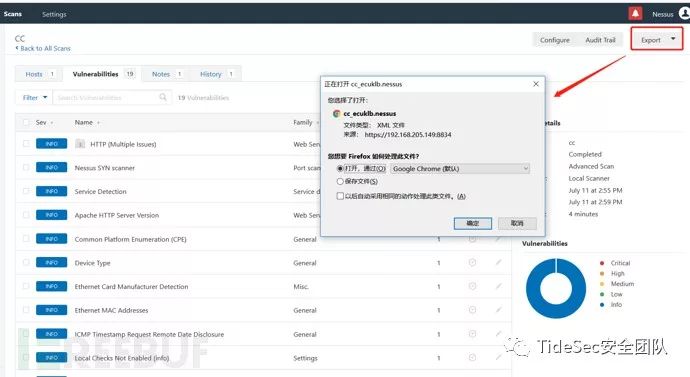 Scans Settings Nessus
CC
Back to All Scans
Configure Audit Trail Export
Hosts 1 Vulnerabilities 19 Notes 1 History 1
Filter Search Vulnerabilities 19 Vulnerabilities
Sev Name Family
INFO HTTP (Multiple Issues) Web Serv
INFO Nessus SYN scanner Port scan
INFO Service Detection Service d
INFO Apache HTTP Server Version Web Serv
INFO Common Platform Enumeration (CPE) General 1
INFO Device Type General 1
INFO Ethernet Card Manufacturer Detection Misc. 1
INFO Ethernet MAC Addresses General 1
INFO ICMP Timestamp Request Remote Date Disclosure General 1
INFO Local Checks Not Enabled (info) Settings 1
正在打开 cc_ecuklb.nessus
您选择了打开:
cc_ecuklb.nessus
文件类型: XML 文件
来源: https://192.168.205.149:8834
您想要 Firefox 如何处理此文件?
打开,通过(O) Google Chrome (默认)
保存文件(S)
以后自动采用相同的动作处理此类文件。(A)
确定 取消
Details
cc
Completed
Advanced Scan
Local Scanner
July 11 at 2:55 PM
July 11 at 2:59 PM
4 minutes
Vulnerabilities
Critical
High
Medium
Low
Info
REEBUF
TideSec安全团队